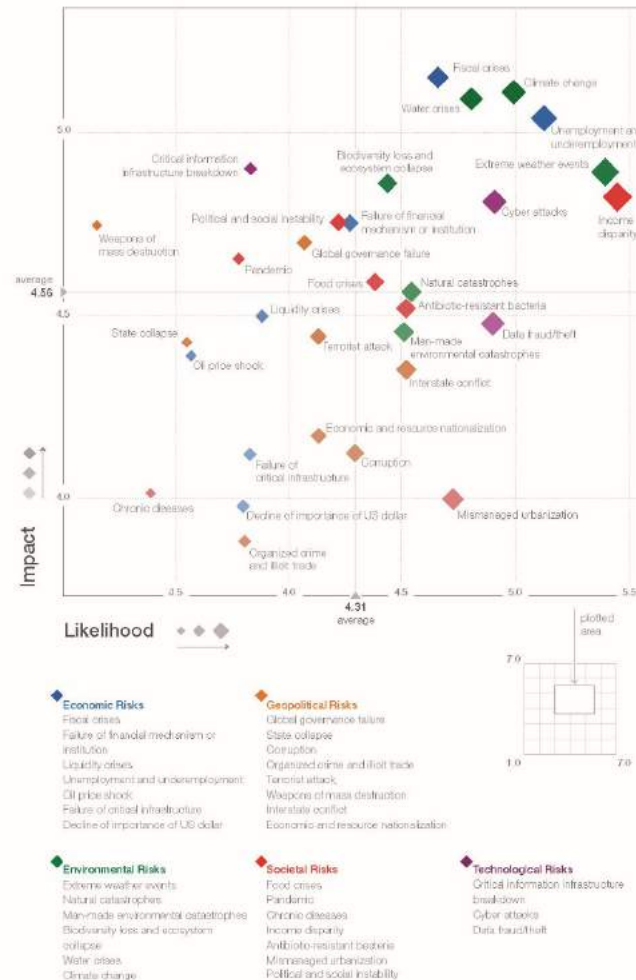 Fiscal crises
Climate change
Water crises
5.0
Unemployment and
underemployment
Biodiversity loss and
ecosystem collapse
Critical information
infrastructure breakdown
Extreme weather events
Cyber attacks
Income
disparity
Political and social instability
Failure of financial
mechanism or institution
Weapons of
mass destruction
Global governance failure
Pandemic
Food crises
Natural catastrophes
average
4.56
4.5
Liquidity crises
Antibiotic-resistant bacteria
Data fraud/theft
State collapse
Oil price shock
Terrorist attack
Man-made
environmental catastrophes
Interstate conflict
Economic and resource nationalization
Failure of
critical infrastructure
Corruption
4.0
Chronic diseases
Decline of importance of US dollar
Mismanaged urbanization
Organized crime
and illicit trade
Impact
3.5
4.0
4.5
5.0
5.5
4.31
average
Likelihood
plotted
area
7.0
1.0
7.0
Economic Risks
Fiscal crises
Failure of financial mechanism or
institution
Liquidity crises
Unemployment and underemployment
Oil price shock
Failure of critical infrastructure
Decline of importance of US dollar
Geopolitical Risks
Global governance failure
State collapse
Corruption
Organized crime and illicit trade
Terrorist attack
Weapons of mass destruction
Interstate conflict
Economic and resource nationalization
Environmental Risks
Extreme weather events
Natural catastrophes
Man-made environmental catastrophes
Biodiversity loss and ecosystem
collapse
Water crises
Climate change
Societal Risks
Food crises
Pandemic
Chronic diseases
Income disparity
Antibiotic-resistant bacteria
Mismanaged urbanization
Political and social instability
Technological Risks
Critical information infrastructure
breakdown
Cyber attacks
Data fraud/theft